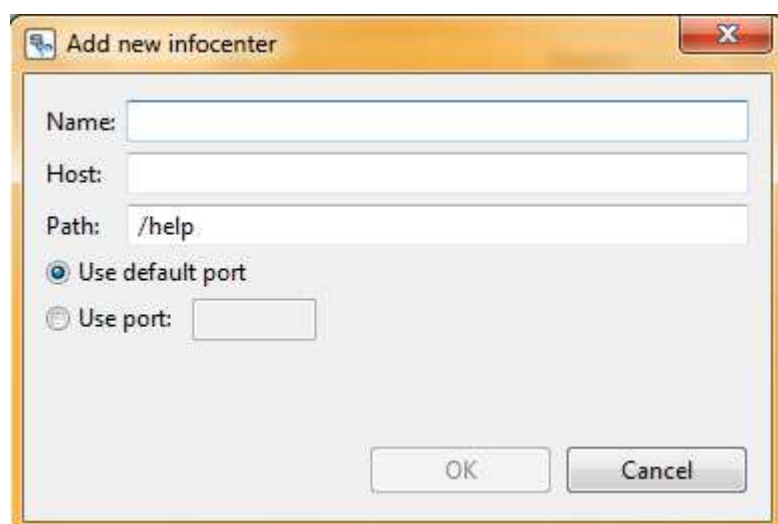 Add new infocenter
Name:
Host:
Path: /help
Use default port
Use port:
OK Cancel